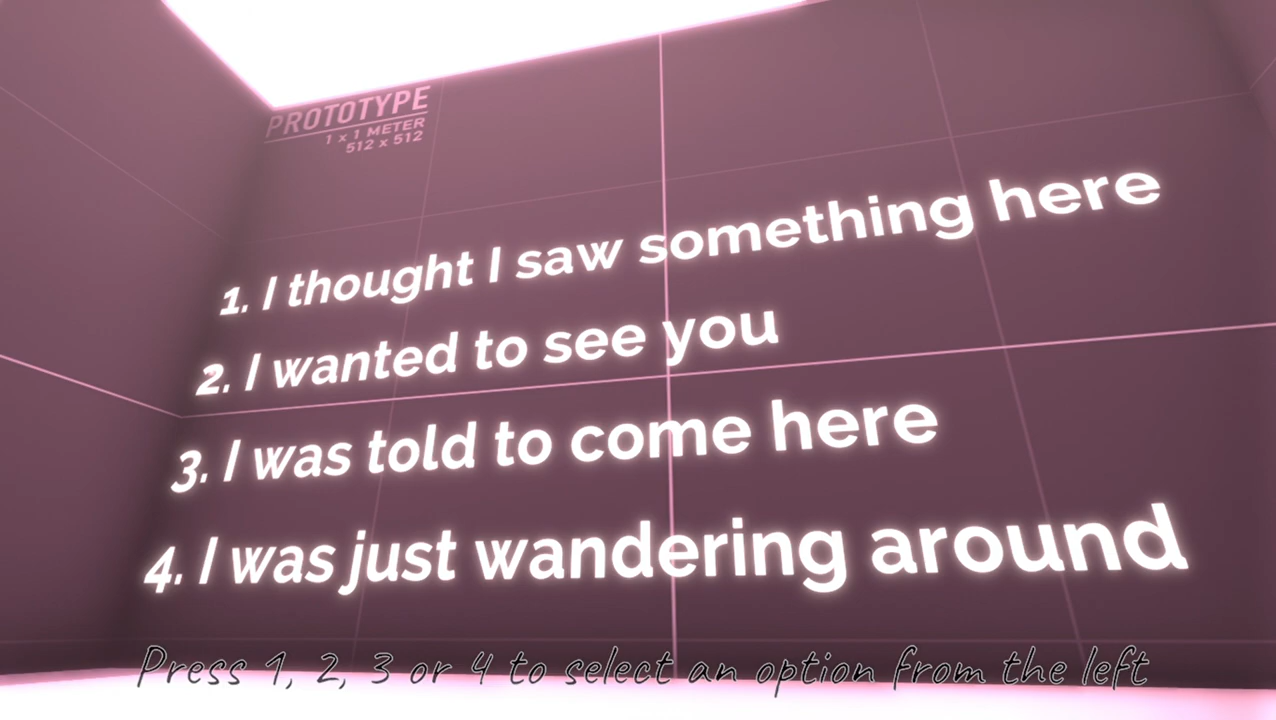 PROTOTYPE
1 x 1 METER
512 x 512
1. I thought I saw something here
2. I wanted to see you
3. I was told to come here
4. I was just wandering around
Press 1, 2, 3 or 4 to select an option from the left